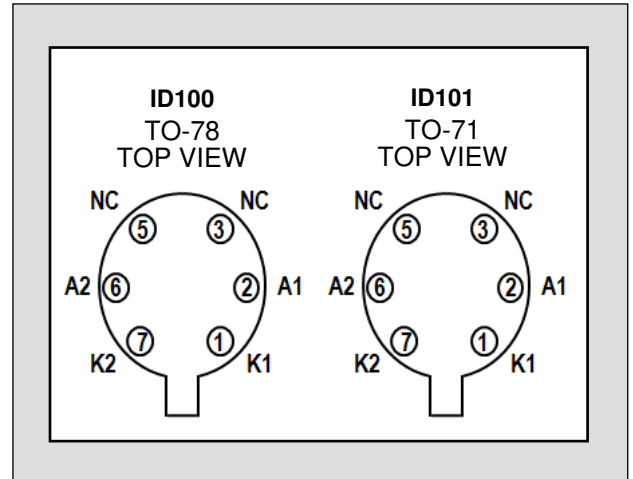 ID100
TO-78
TOP VIEW
NC NC
5 3
A2 6 2 A1
7 1
K2 K1
ID101
TO-71
TOP VIEW
NC NC
5 3
A2 6 2 A1
7 1
K2 K1